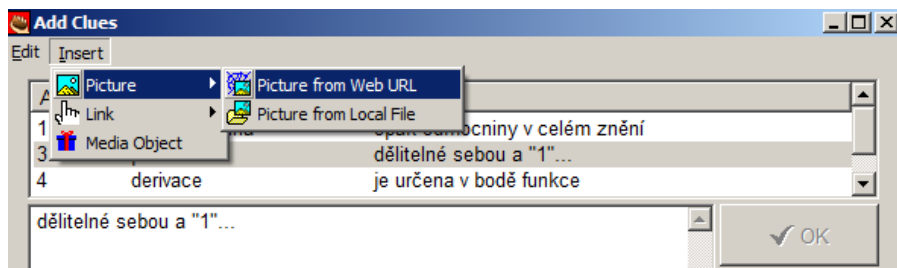 Add Clues
Edit Insert
Picture Picture from Web URL
Link Picture from Local File
Media Object
1 opak odmocniny v celém znění
3 dělitelné sebou a "1"...
4 derivace je určena v bodě funkce
dělitelné sebou a "1"...
OK